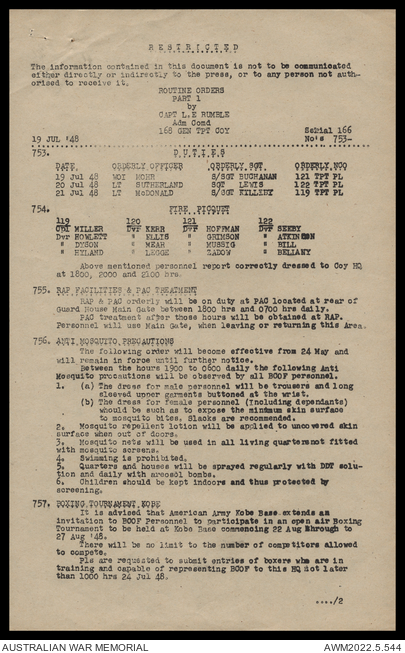 R E S T R I C T E D
The information contained in this document is not to be communicated
either directly or indirectly to the press, or to any person not auth-
orised to receive it.
ROUTINE ORDERS
PART 1
by
CAPT L.E RUMBLE
Adm Comd
168 GEN TPT COY Serial 166
19 JUL '48 No's 753-
753. D U T I E S
DATE ORDERLY OFFICER ORDERLY SGT ORDERLY NCO
19 Jul 48 WOI MOHR S/SGT BUCHANAN 121 TPT PL
20 Jul 48 LT SUTHERLAND SGT LEWIS 122 TPT PL
21 Jul 48 LT McDONALD S/SGT KILLIBY 119 TPT PL
754. FIRE PICQUET
119 120 121 122
Cpl MILLER Dvr KERR Dvr HOFFMAN Dvr SEEBY
Dvr HOWLETT " ELLIS " GRIMSON " ATKINSON
" DYSON " MEAR " MUSSIG " BILL
" HYLAND " LEGGE " ZADOW " BELLANY
Above mentioned personnel report correctly dressed to Coy HQ
at 1800, 2000 and 2100 hrs.
755. RAP FACILITIES & PAC TREATMENT
RAP & PAC orderly will be on duty at PAC located at rear of
Guard House Main Gate between 1800 hrs and 0700 hrs daily.
PAC treatment after those hours will be obtained at RAP.
Personnel will use Main Gate, when leaving or returning this Area.
756. ANTI MOSQUITO PRECAUTIONS
The following order will become effective from 24 May and
will remain in force until further notice.
Between the hours 1900 to 0600 daily the following Anti
Mosquito precautions will be observed by all BCOF personnel.
1. (a) The dress for male personnel will be trousers and long
sleeved upper garments buttoned at the wrist.
(b) The dress for female personnel (including dependants)
should be such as to expose the minimum skin surface
to mosquito bites. Slacks are recommended.
2. Mosquito repellent lotion will be applied to uncovered skin
surface when out of doors.
3. Mosquito nets will be used in all living quarters not fitted
with mosquito screens.
4. Swimming is prohibited.
5. Quarters and houses will be sprayed regularly with DDT solu-
tion and daily with aerosol bombs.
6. Children should be kept indoors and thus protected by
screening.
757. BOXING TOURNAMENT KOBE
It is advised that American Army Kobe Base extends an
invitation to BCOF Personnel to participate in an open air Boxing
Tournament to be held at Kobe Base commencing 22 Aug through to
27 Aug '48.
There will be no limit to the number of competitors allowed
to compete.
Pls are requested to submit entries of boxers who are in
training and capable of representing BCOF to this HQ not later
than 1000 hrs 24 Jul 48.
..../2
AUSTRALIAN WAR MEMORIAL AWM2022.5.544